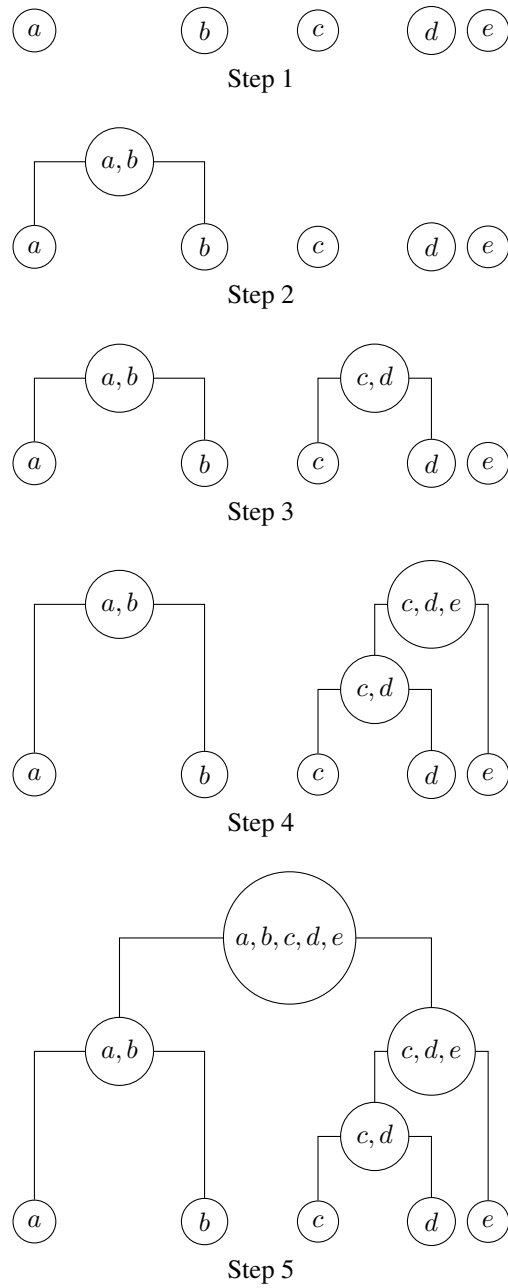 a b c d e
Step 1
a, b
a b c d e
Step 2
a, b c, d
a b c d e
Step 3
a, b c, d, e
c, d
a b c d e
Step 4
a, b, c, d, e
a, b c, d, e
c, d
a b c d e
Step 5